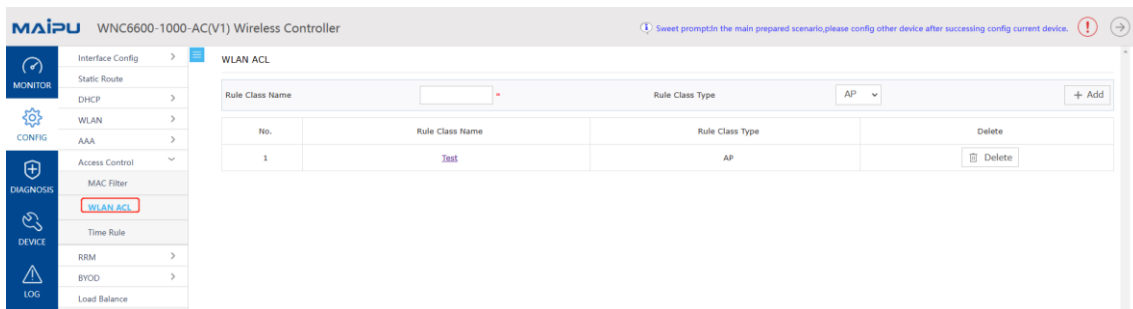 MAIPU WNC6600-1000-AC(V1) Wireless Controller
Sweet prompt:In the main prepared scenario,please config other device after successing config current device.
MONITOR
CONFIG
DIAGNOSIS
DEVICE
LOG
Interface Config
Static Route
DHCP
WLAN
AAA
Access Control
MAC Filter
WLAN ACL
Time Rule
RRM
BYOD
Load Balance
WLAN ACL
Rule Class Name * Rule Class Type AP + Add
No. Rule Class Name Rule Class Type Delete
1 Test AP Delete